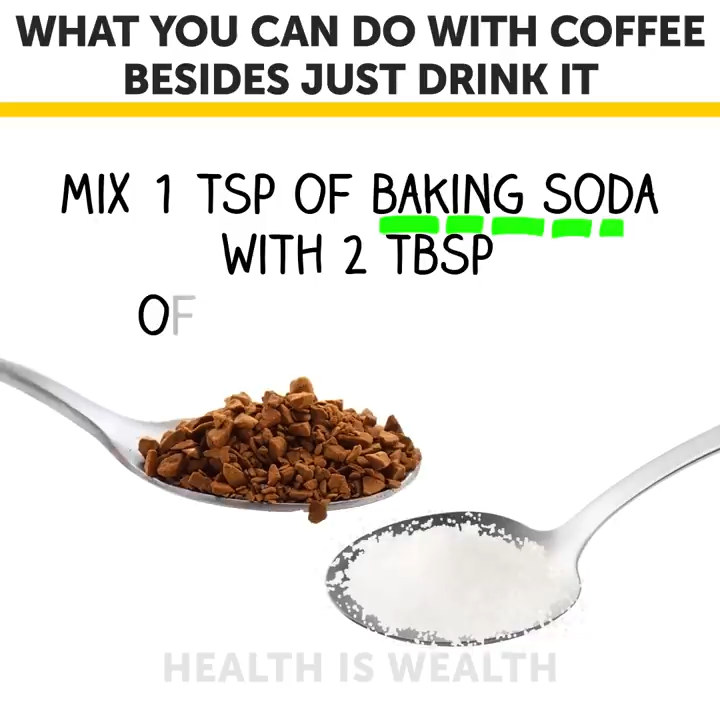 WHAT YOU CAN DO WITH COFFEE
BESIDES JUST DRINK IT
MIX 1 TSP OF BAKING SODA
WITH 2 TBSP
OF
HEALTH IS WEALTH